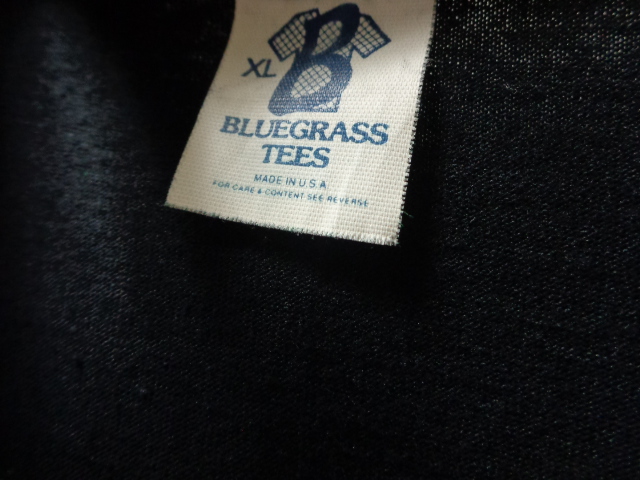 XL B
BLUEGRASS
TEES
MADE IN U.S.A
FOR CARE & CONTENT SEE REVERSE